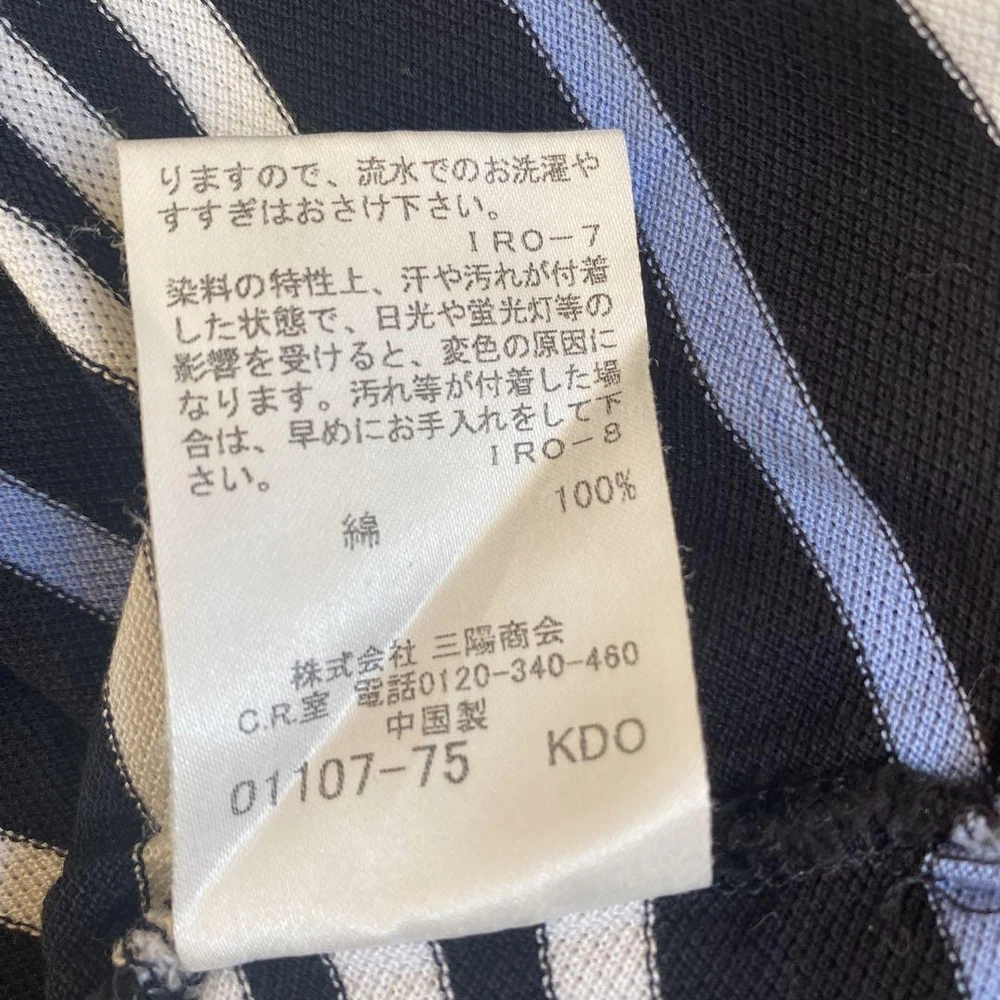 りますので、流水でのお洗濯や
すすぎはおさけ下さい。
IRO-7
染料の特性上、汗や汚れが付着
した状態で、日光や蛍光灯等の
影響を受けると、変色の原因に
なります。汚れ等が付着した場
合は、早めにお手入れをして下
さい。
IRO-8
綿 100%
株式会社 三陽商会
C.R.室 電話0120-340-460
中国製
01107-75 KDO